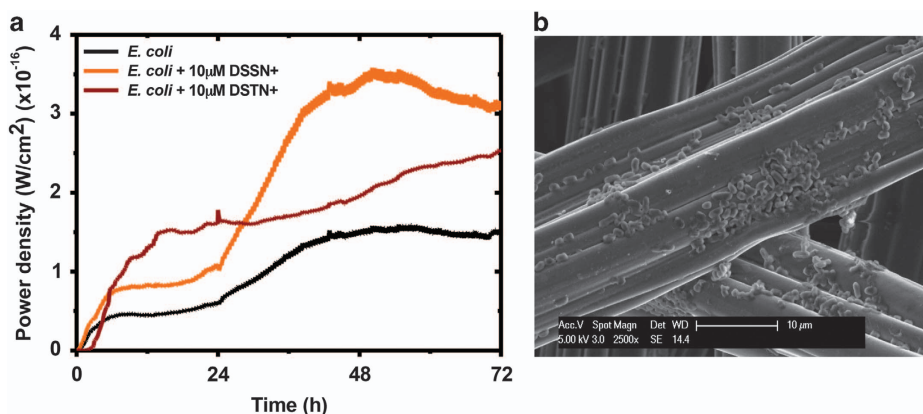 a
Power density (W/cm²) (x10⁻¹⁶)
4
3
2
1
0
E. coli
E. coli + 10μM DSSN+
E. coli + 10μM DSTN+
0 24 48 72
Time (h)
b
Acc.V Spot Magn Det WD 10 μm
5.00 kV 3.0 2500x SE 14.4